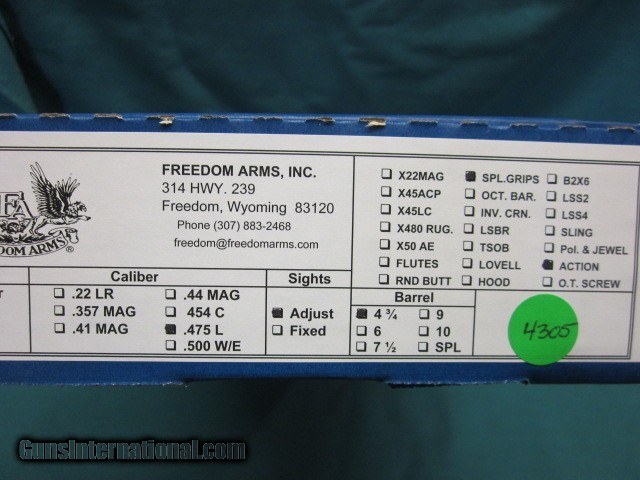 FREEDOM ARMS, INC.
314 HWY. 239
Freedom, Wyoming 83120
Phone (307) 883-2468
freedom@freedomarms.com
FA
DOM ARMS
®
X22MAG
X45ACP
X45LC
X480 RUG.
X50 AE
FLUTES
RND BUTT
SPL.GRIPS
OCT. BAR.
INV. CRN.
LSBR
TSOB
LOVELL
HOOD
B2X6
LSS2
LSS4
SLING
Pol. & JEWEL
ACTION
O.T. SCREW
Caliber
.22 LR
.357 MAG
.41 MAG
.44 MAG
454 C
.475 L
.500 W/E
Sights
Adjust
Fixed
Barrel
4 ¾
6
7 ½
9
10
SPL
4305
GunsInternational.com